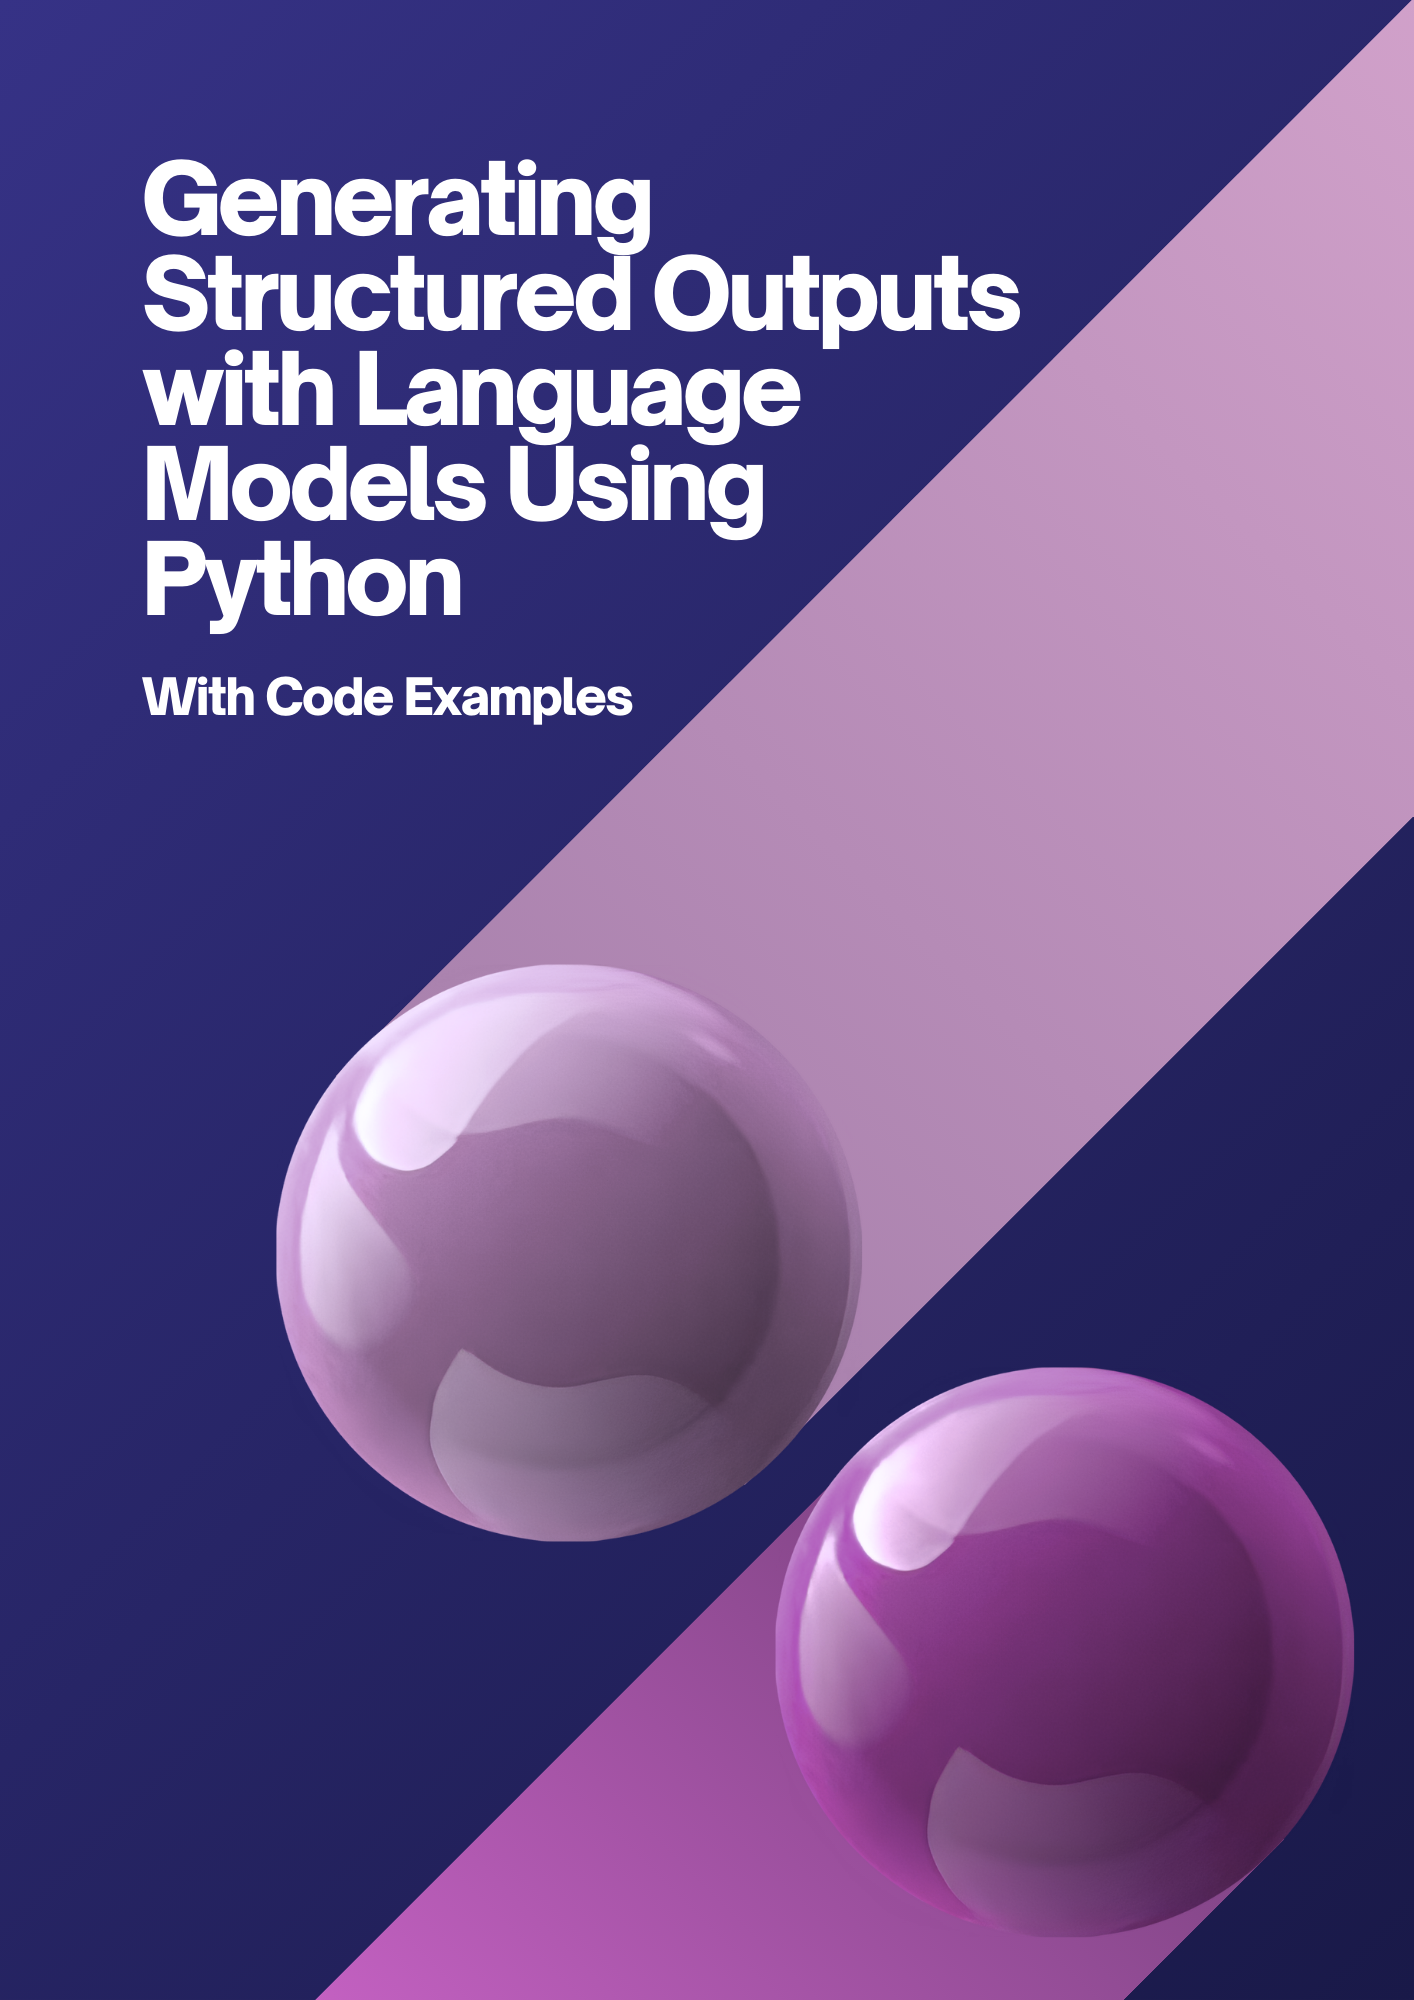 Generating
Structured Outputs
with Language
Models Using
Python
With Code Examples